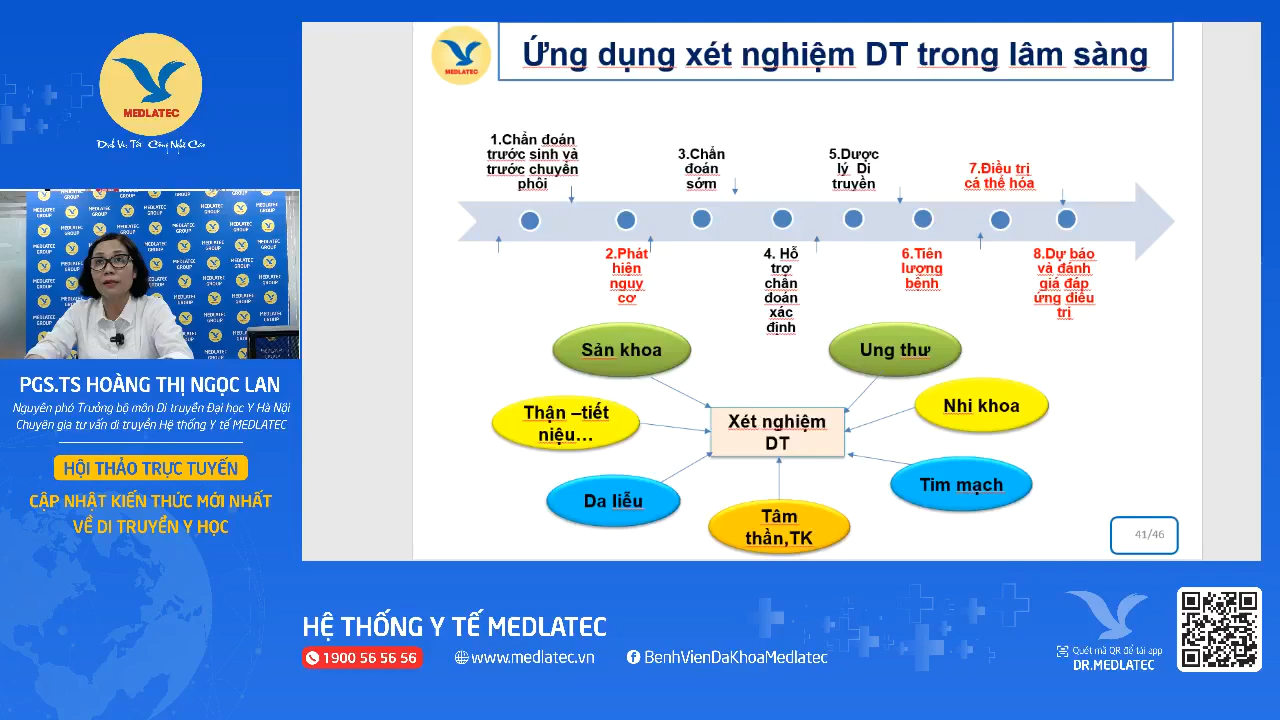 MEDLATEC
PGS.TS HOÀNG THỊ NGỌC LAN
Nguyên phó Trưởng bộ môn Di truyền Đại học Y Hà Nội
Chuyên gia tư vấn di truyền Hệ thống Y tế MEDLATEC
HỘI THẢO TRỰC TUYẾN
CẬP NHẬT KIẾN THỨC MỚI NHẤT
VỀ DI TRUYỀN Y HỌC
MEDLATEC
Ứng dụng xét nghiệm DT trong lâm sàng
1.Chẩn đoán
trước sinh và
trước chuyển
phôi
3.Chẩn
đoán
sớm
5.Dược
lý Di
truyền
7.Điều trị
cá thể hóa
2.Phát
hiện
nguy
cơ
4. Hỗ
trợ
chẩn
đoán
xác
định
6.Tiên
lượng
bệnh
8.Dự báo
và đánh
giá đáp
ứng điều
trị
Sản khoa
Ung thư
Thận –tiết
niệu...
Xét nghiệm
DT
Nhi khoa
Da liễu
Tim mạch
Tâm
thần,TK
41/46
HỆ THỐNG Y TẾ MEDLATEC
1900 56 56 56
www.medlatec.vn
BenhVienDaKhoaMedlatec
Quét mã QR để tải app
DR.MEDLATEC